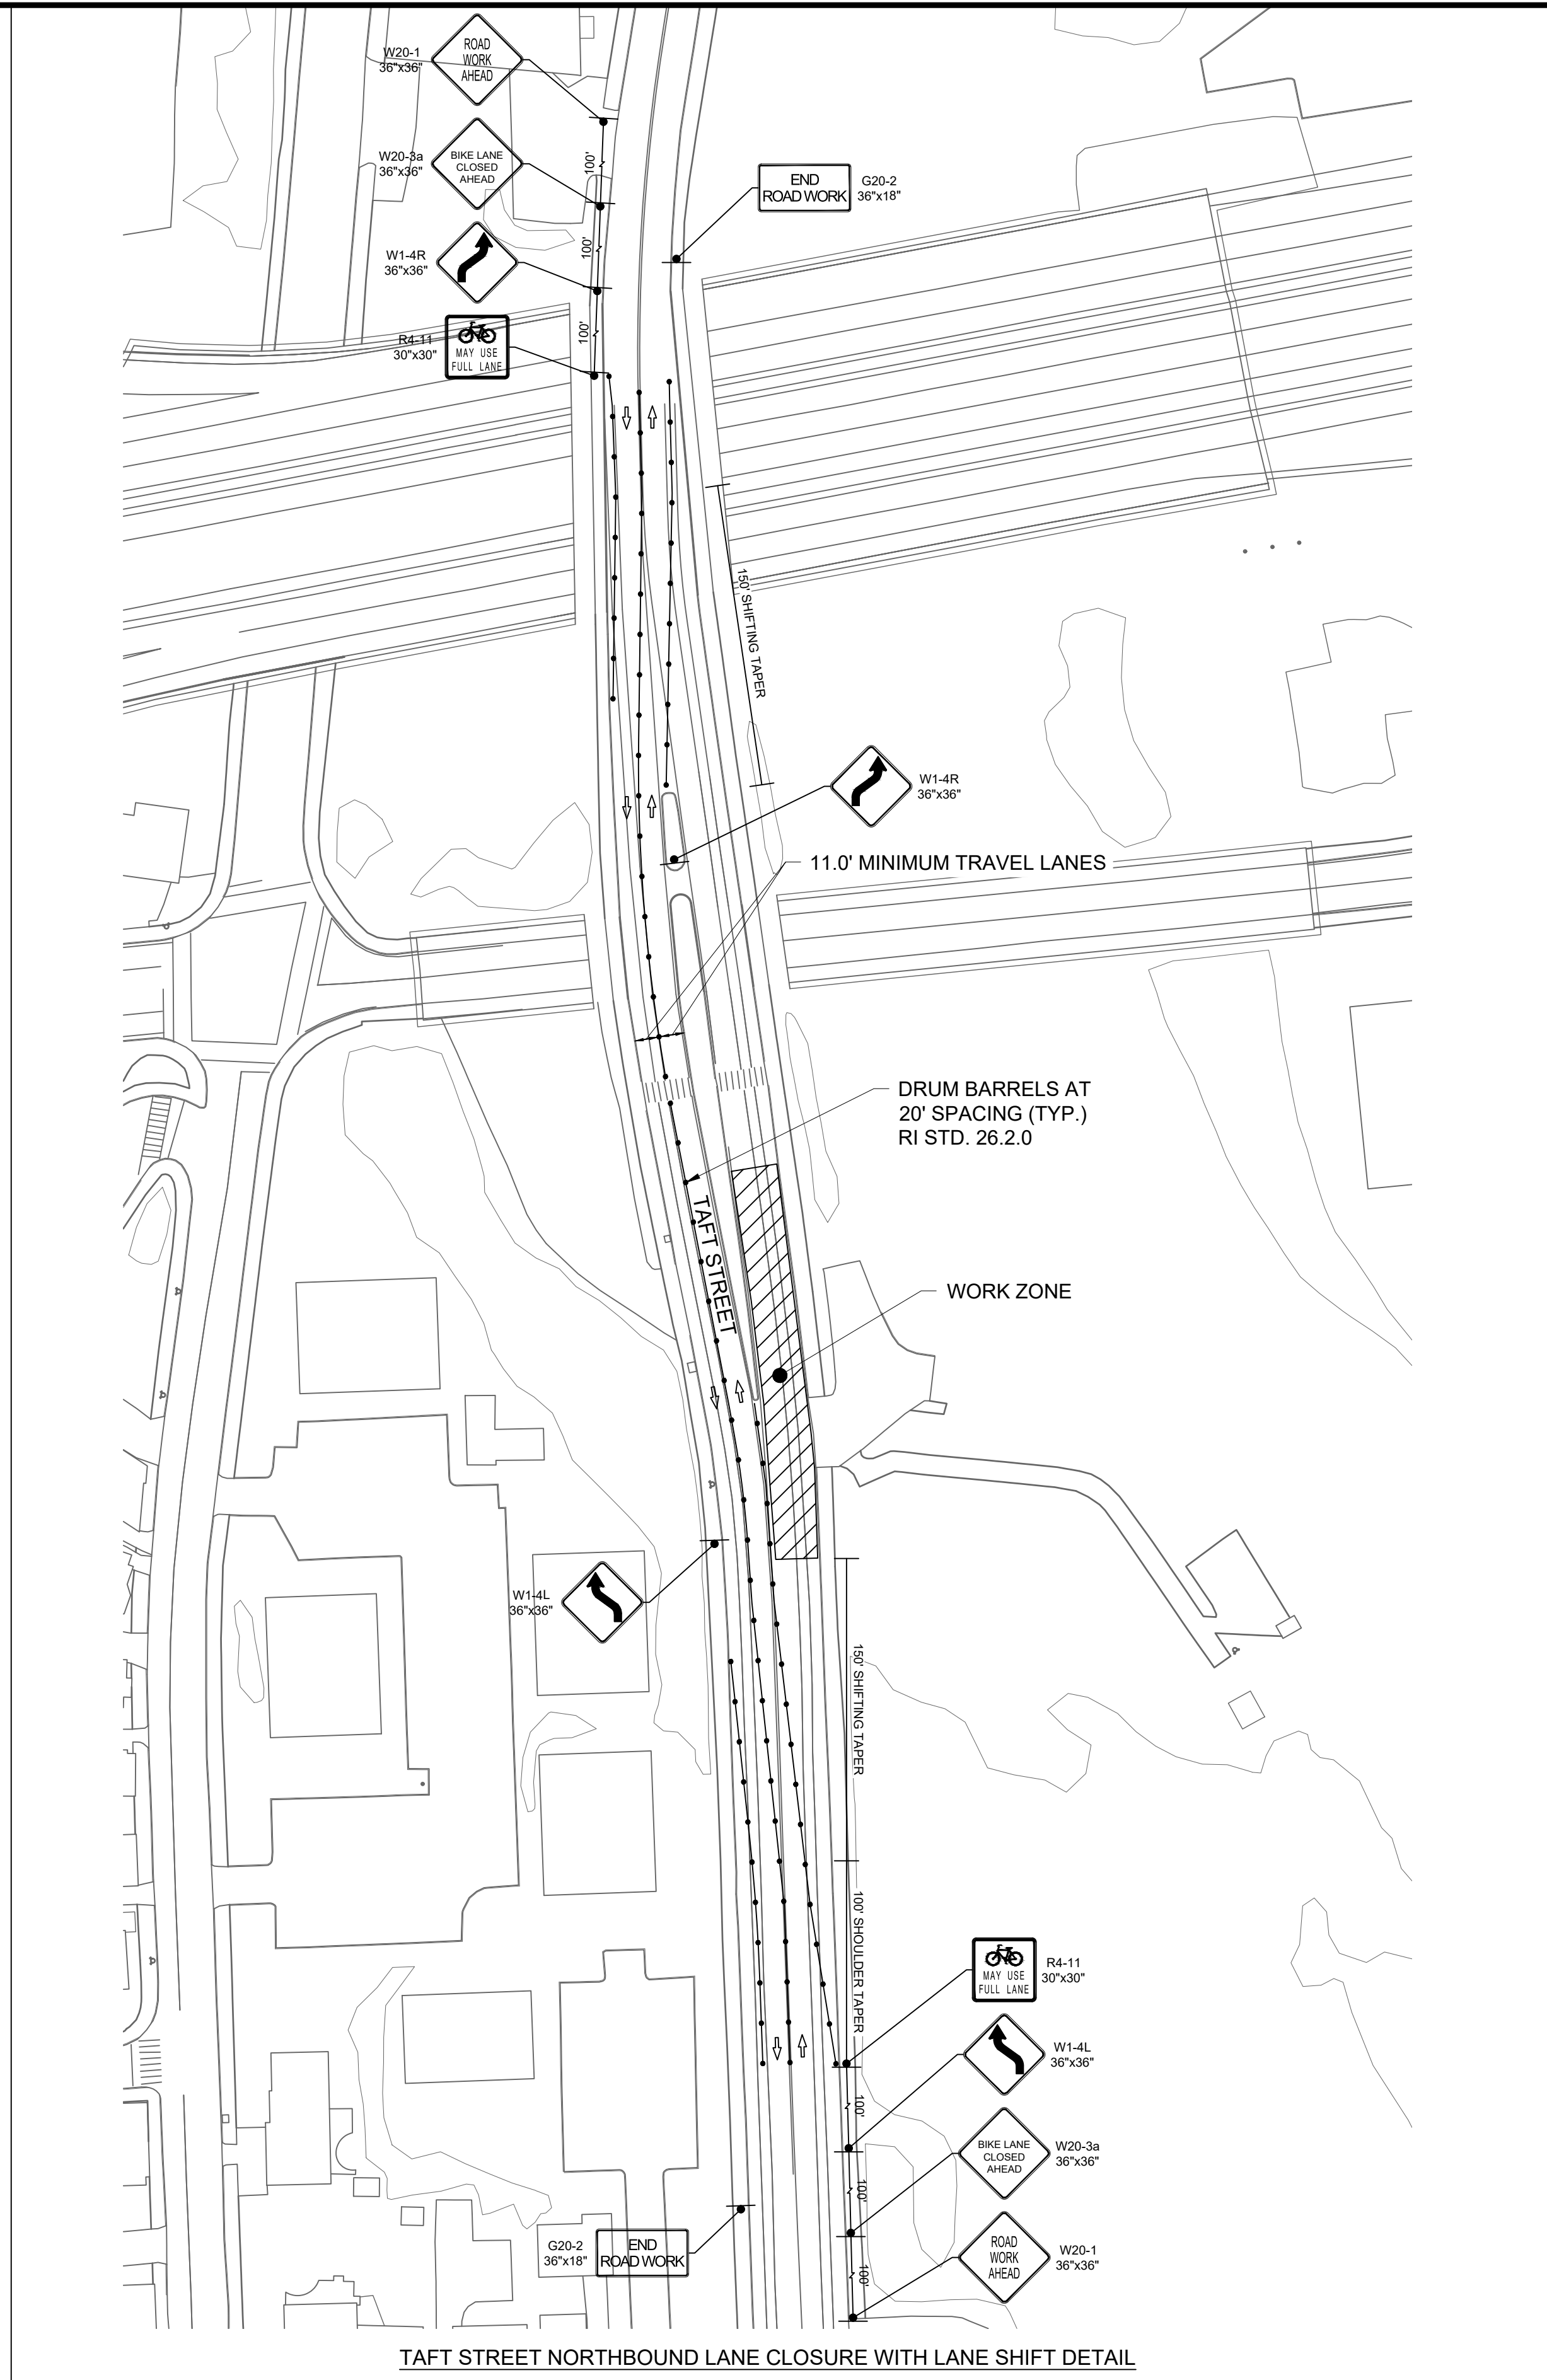 W20-1
36"x36"
ROAD
WORK
AHEAD
W20-3a
36"x36"
BIKE LANE
CLOSED
AHEAD
W1-4R
36"x36"
R4-11
30"x30"
MAY USE
FULL LANE
100'
100'
100'
END
ROAD WORK
G20-2
36"x18"
150' SHIFTING TAPER
W1-4R
36"x36"
11.0' MINIMUM TRAVEL LANES
DRUM BARRELS AT
20' SPACING (TYP.)
RI STD. 26.2.0
TAFT STREET
WORK ZONE
W1-4L
36"x36"
150' SHIFTING TAPER
100' SHOULDER TAPER
MAY USE
FULL LANE
R4-11
30"x30"
W1-4L
36"x36"
100'
100'
100'
BIKE LANE
CLOSED
AHEAD
W20-3a
36"x36"
ROAD
WORK
AHEAD
W20-1
36"x36"
G20-2
36"x18"
END
ROAD WORK
TAFT STREET NORTHBOUND LANE CLOSURE WITH LANE SHIFT DETAIL